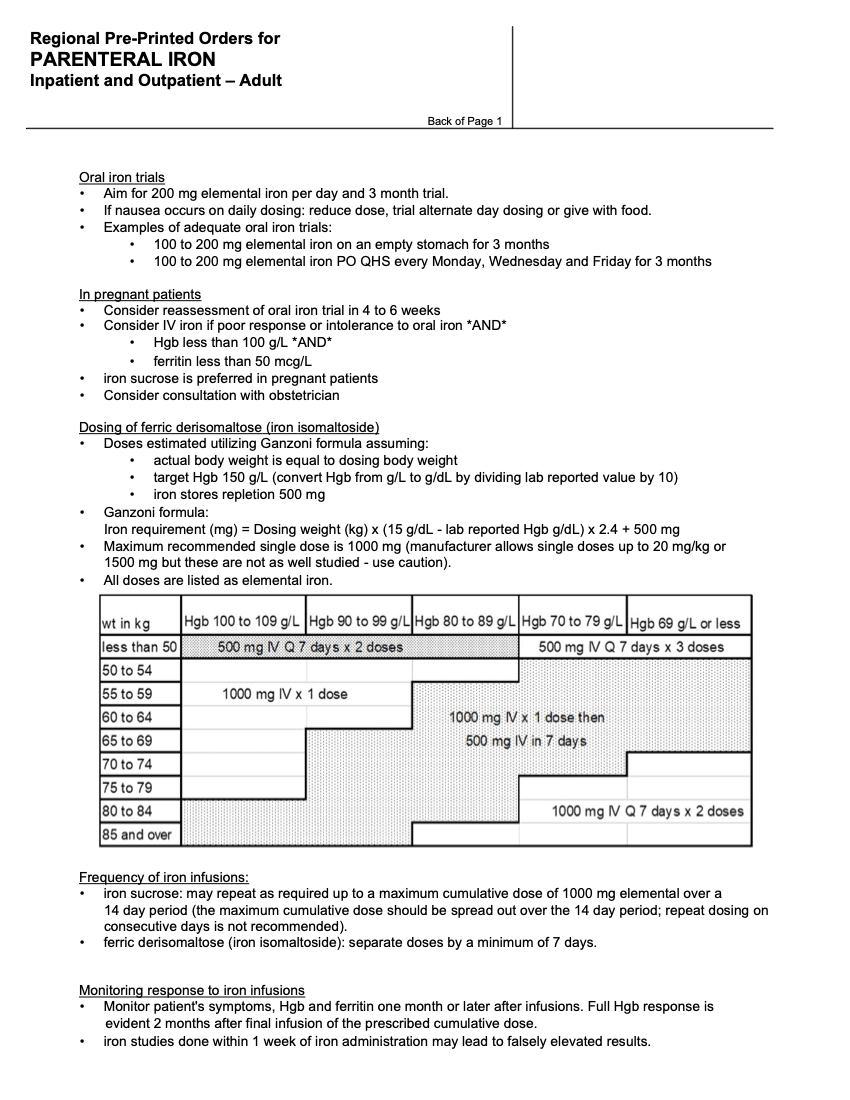 Regional Pre-Printed Orders for
PARENTERAL IRON
Inpatient and Outpatient – Adult
Back of Page 1
Oral iron trials
• Aim for 200 mg elemental iron per day and 3 month trial.
• If nausea occurs on daily dosing: reduce dose, trial alternate day dosing or give with food.
• Examples of adequate oral iron trials:
• 100 to 200 mg elemental iron on an empty stomach for 3 months
• 100 to 200 mg elemental iron PO QHS every Monday, Wednesday and Friday for 3 months
In pregnant patients
• Consider reassessment of oral iron trial in 4 to 6 weeks
• Consider IV iron if poor response or intolerance to oral iron *AND*
• Hgb less than 100 g/L *AND*
• ferritin less than 50 mcg/L
• iron sucrose is preferred in pregnant patients
• Consider consultation with obstetrician
Dosing of ferric derisomaltose (iron isomaltoside)
• Doses estimated utilizing Ganzoni formula assuming:
• actual body weight is equal to dosing body weight
• target Hgb 150 g/L (convert Hgb from g/L to g/dL by dividing lab reported value by 10)
• iron stores repletion 500 mg
• Ganzoni formula:
Iron requirement (mg) = Dosing weight (kg) x (15 g/dL - lab reported Hgb g/dL) x 2.4 + 500 mg
• Maximum recommended single dose is 1000 mg (manufacturer allows single doses up to 20 mg/kg or
1500 mg but these are not as well studied - use caution).
• All doses are listed as elemental iron.
wt in kg Hgb 100 to 109 g/L Hgb 90 to 99 g/L Hgb 80 to 89 g/L Hgb 70 to 79 g/L Hgb 69 g/L or less
less than 50 500 mg IV Q 7 days x 2 doses 500 mg IV Q 7 days x 3 doses
50 to 54
55 to 59 1000 mg IV x 1 dose
60 to 64 1000 mg IV x 1 dose then
65 to 69 500 mg IV in 7 days
70 to 74
75 to 79
80 to 84 1000 mg IV Q 7 days x 2 doses
85 and over
Frequency of iron infusions:
• iron sucrose: may repeat as required up to a maximum cumulative dose of 1000 mg elemental over a
14 day period (the maximum cumulative dose should be spread out over the 14 day period; repeat dosing on
consecutive days is not recommended).
• ferric derisomaltose (iron isomaltoside): separate doses by a minimum of 7 days.
Monitoring response to iron infusions
• Monitor patient's symptoms, Hgb and ferritin one month or later after infusions. Full Hgb response is
evident 2 months after final infusion of the prescribed cumulative dose.
• iron studies done within 1 week of iron administration may lead to falsely elevated results.